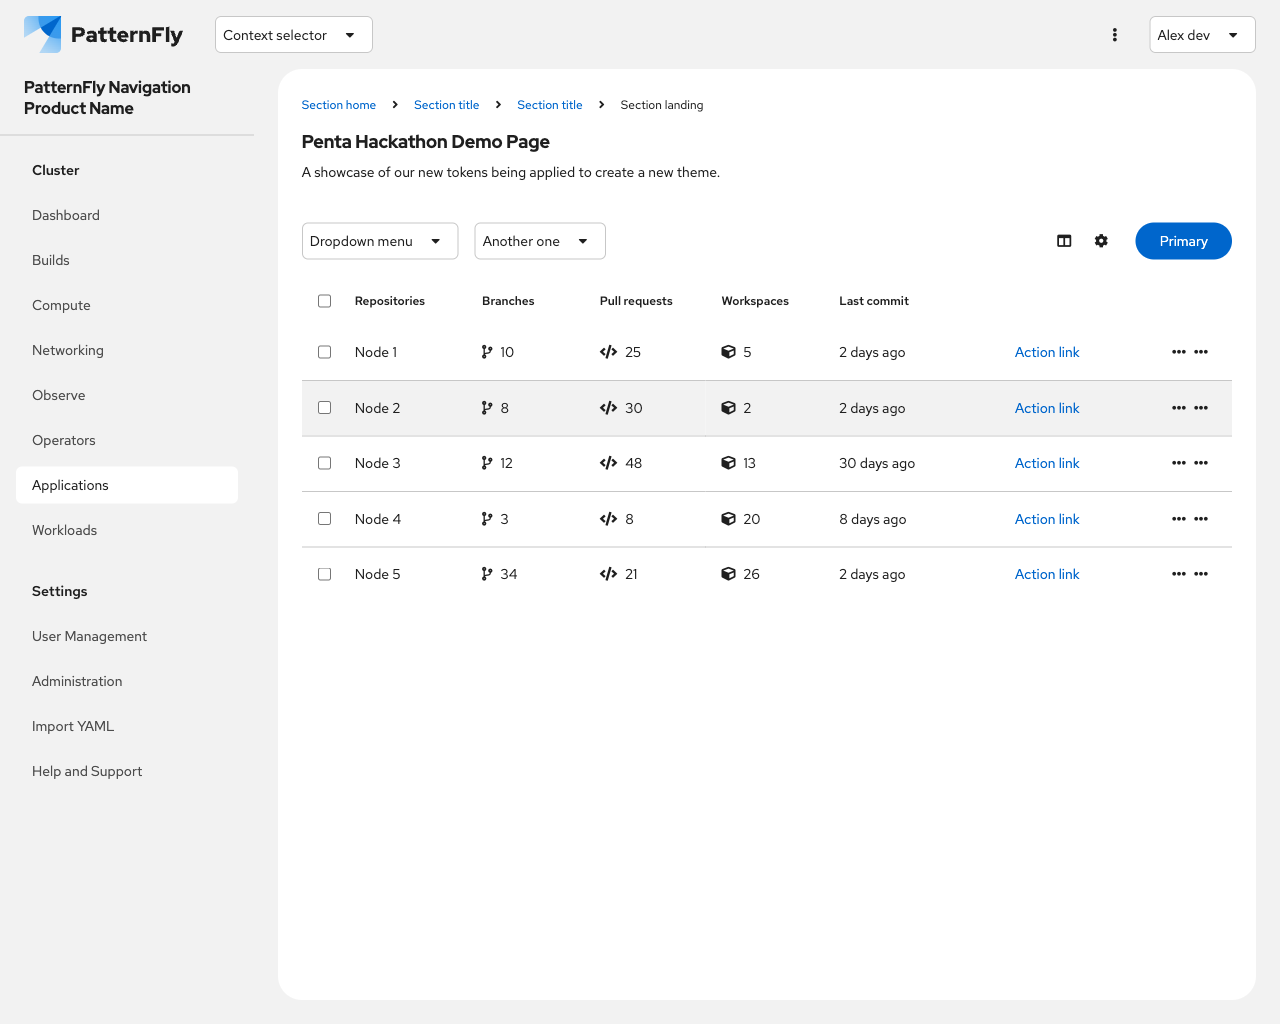 PatternFly
Context selector
Alex dev
PatternFly Navigation
Product Name
Cluster
Dashboard
Builds
Compute
Networking
Observe
Operators
Applications
Workloads
Settings
User Management
Administration
Import YAML
Help and Support
Section home Section title Section title Section landing
Penta Hackathon Demo Page
A showcase of our new tokens being applied to create a new theme.
Dropdown menu Another one Primary
Repositories Branches Pull requests Workspaces Last commit
Node 1 10 25 5 2 days ago Action link
Node 2 8 30 2 2 days ago Action link
Node 3 12 48 13 30 days ago Action link
Node 4 3 8 20 8 days ago Action link
Node 5 34 21 26 2 days ago Action link